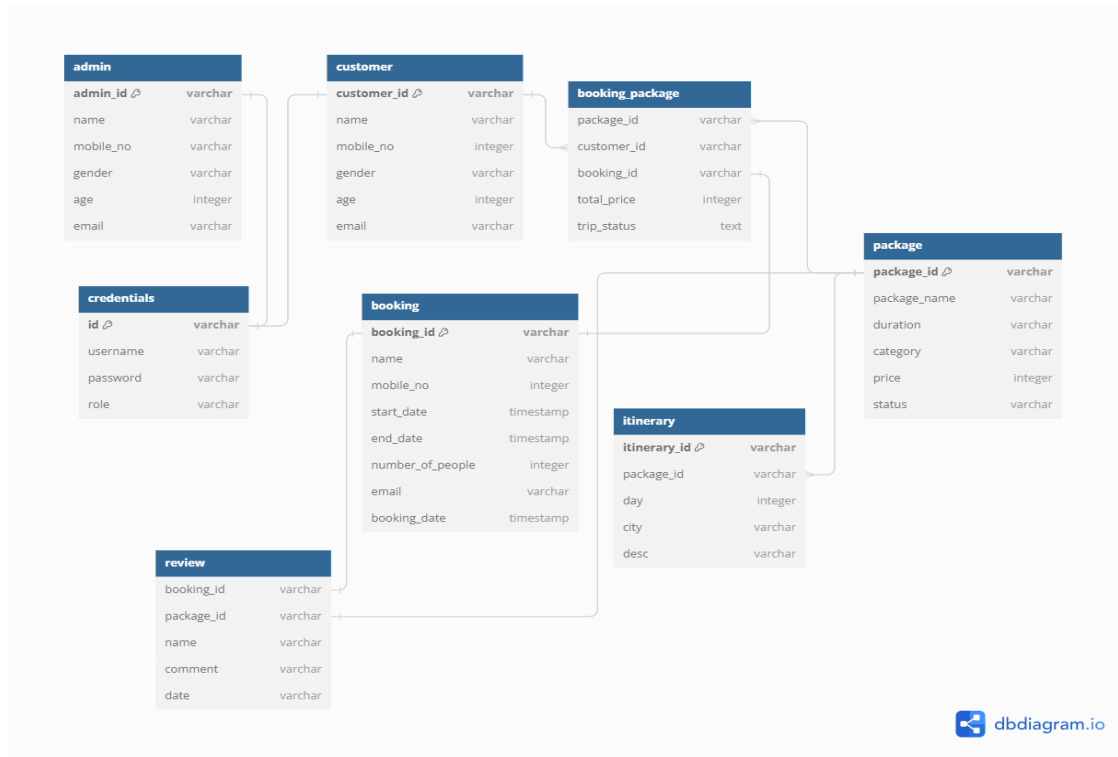 admin
admin_id varchar
name varchar
mobile_no varchar
gender varchar
age integer
email varchar
customer
customer_id varchar
name varchar
mobile_no integer
gender varchar
age integer
email varchar
booking_package
package_id varchar
customer_id varchar
booking_id varchar
total_price integer
trip_status text
package
package_id varchar
package_name varchar
duration varchar
category varchar
price integer
status varchar
credentials
id varchar
username varchar
password varchar
role varchar
booking
booking_id varchar
name varchar
mobile_no integer
start_date timestamp
end_date timestamp
number_of_people integer
email varchar
booking_date timestamp
itinerary
itinerary_id varchar
package_id varchar
day integer
city varchar
desc varchar
review
booking_id varchar
package_id varchar
name varchar
comment varchar
date varchar
dbdiagram.io